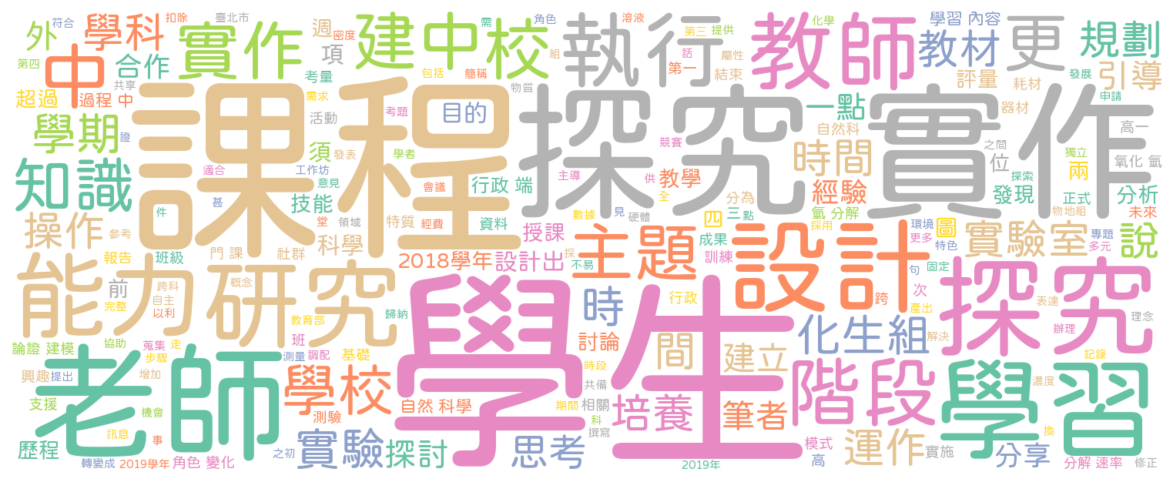 符合
扣除
臺北市
需
角色
溶液
第三
提供
化學
學習 內容
外
學科
實作
週
密度
建中校
執行
教師
教材
更
規劃
第四
中
合作
項
組
話
屬性
第一
共享
過程 中
考量
包括
簡稱
結束
評量
耗材
發展
引導
超過
需求
物質
申請
課程
探究
實作
目的
一點
器材
活動
考題
自然科
高一
學期
證
須
發表
學者
競賽
時間
位
之間
獨立
兩
知識
適合
工作坊
意見
主導
供
教學
發現
探索
氧化 氫
分析
會議
行政 端
全
經驗
正式
未來
件
甚
技能
領域
堂
特質
經費
資料
數據
見
硬體
分為
四
三
點
氫 分解
採用
圖
物 地組
操作
參考
科學
授課
成果
環境
更多
實驗室
專題
多元
說
門 課
社群
報告
班級
2018學年
設計出
採
不易
主題
訓練
設計
特色
句
固定
跨
能力
研究
前
跨科
自主
以利
概念
完整
教育部
歸納
時
行政
次
產出
探究
表達
理念
學生
班
討論
化生組
解決
辦理
記錄
論證 建模
協助
蒐集
走
步驟
測量
調配
基礎
時段
間
建立
階段
濃度
學習
興趣
提出
增加
老師
學校
共備
支援
機會
測驗
自然 科學
期間
相關
科
撰寫
培養
筆者
換
訊息
歷程
事
實驗
探討
思考
模式
高
運作
實施
分享
之初
轉變成
2019學年
角色 變化
2019年
分解 速率
修正